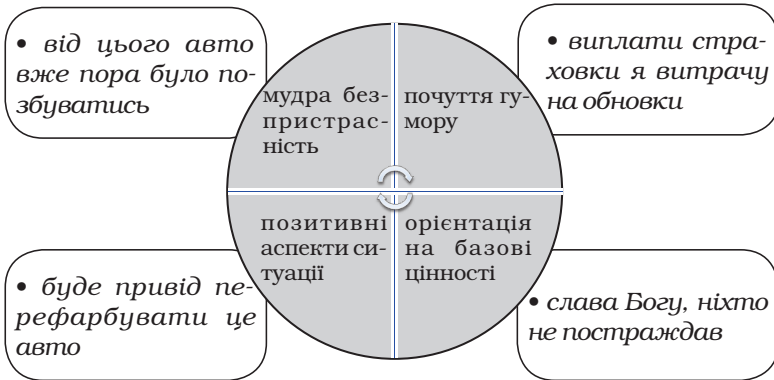 • від цього авто
вже пора було по-
збуватись
• виплати стра-
ховки я витрачу
на обновки
мудра без-
пристрас-
ність
почуття гу-
мору
позитивні
аспекти си-
туації
орієнтація
на базові
цінності
• буде привід пе-
рефарбувати це
авто
• слава Богу, ніхто
не постраждав